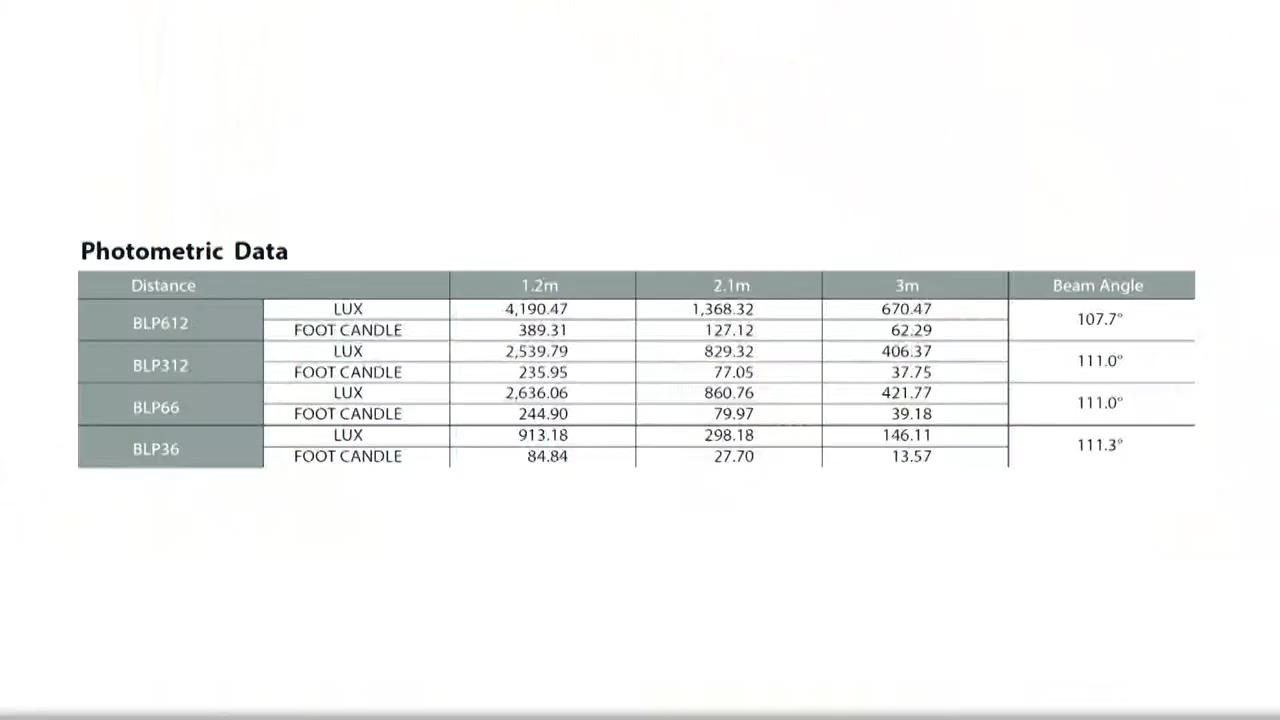 Photometric Data
Distance 1.2m 2.1m 3m Beam Angle
BLP612 LUX 4,190.47 1,368.32 670.47 107.7°
FOOT CANDLE 389.31 127.12 62.29
BLP312 LUX 2,539.79 829.32 406.37 111.0°
FOOT CANDLE 235.95 77.05 37.75
BLP66 LUX 2,636.06 860.76 421.77 111.0°
FOOT CANDLE 244.90 79.97 39.18
BLP36 LUX 913.18 298.18 146.11 111.3°
FOOT CANDLE 84.84 27.70 13.57